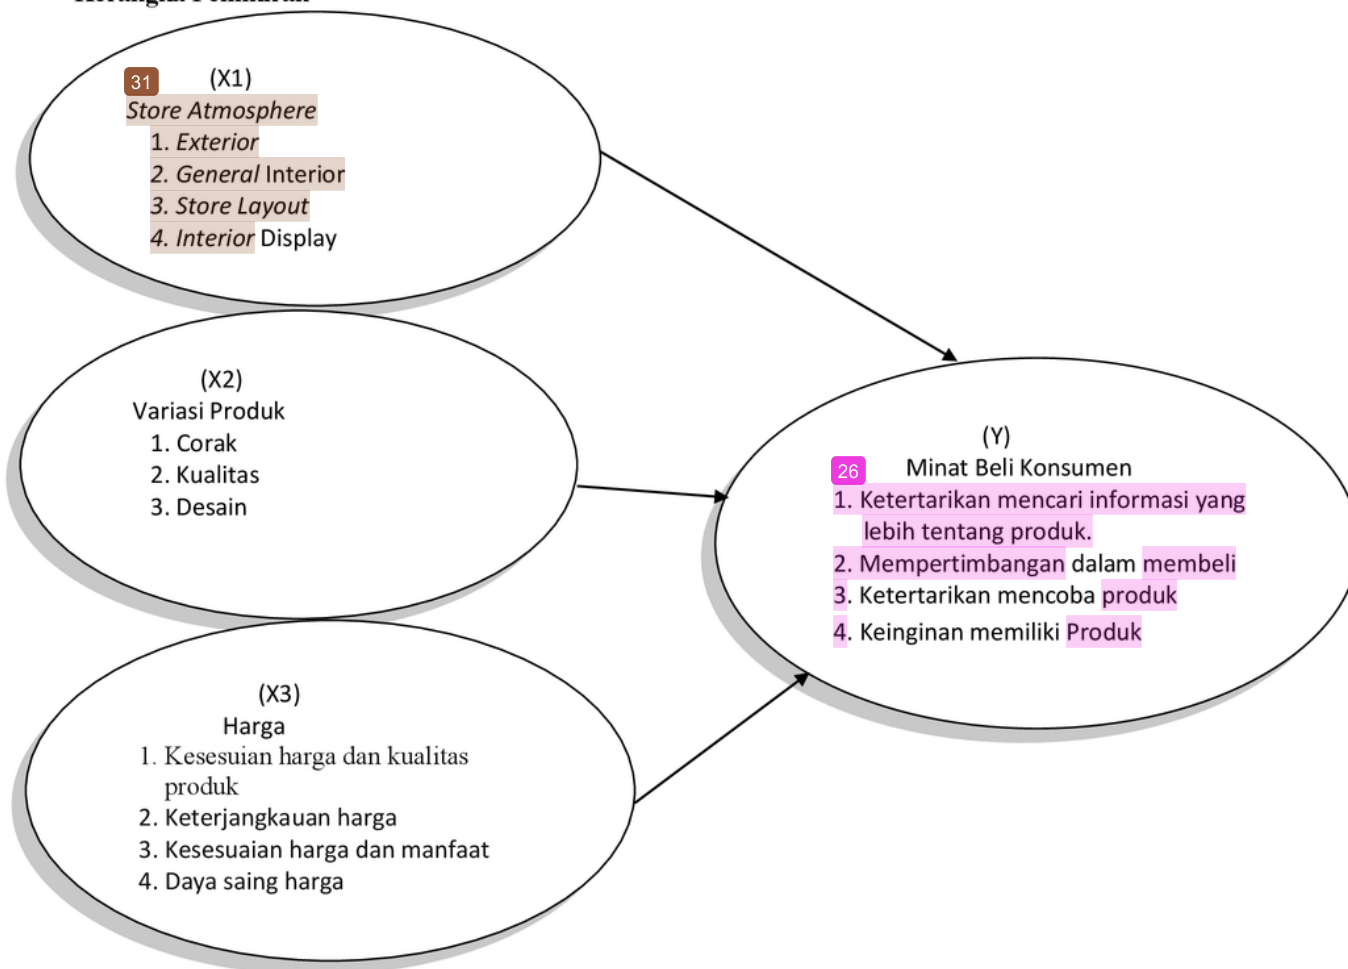 31
(X1)
Store Atmosphere
1. Exterior
2. General Interior
3. Store Layout
4. Interior Display
(X2)
Variasi Produk
1. Corak
2. Kualitas
3. Desain
(Y)
26
Minat Beli Konsumen
1. Ketertarikan mencari informasi yang
lebih tentang produk.
2. Mempertimbangan dalam membeli
3. Ketertarikan mencoba produk
4. Keinginan memiliki Produk
(X3)
Harga
1. Kesesuian harga dan kualitas
produk
2. Keterjangkauan harga
3. Kesesuaian harga dan manfaat
4. Daya saing harga